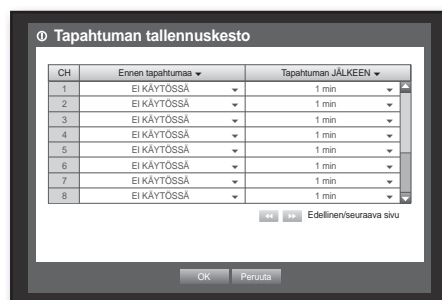 Tapahtuman tallennuskesto
CH Ennen tapahtumaa Tapahtuman JÄLKEEN
1 EI KÄYTÖSSÄ 1 min
2 EI KÄYTÖSSÄ 1 min
3 EI KÄYTÖSSÄ 1 min
4 EI KÄYTÖSSÄ 1 min
5 EI KÄYTÖSSÄ 1 min
6 EI KÄYTÖSSÄ 1 min
7 EI KÄYTÖSSÄ 1 min
8 EI KÄYTÖSSÄ 1 min
Edellinen/seuraava sivu
OK Peruuta